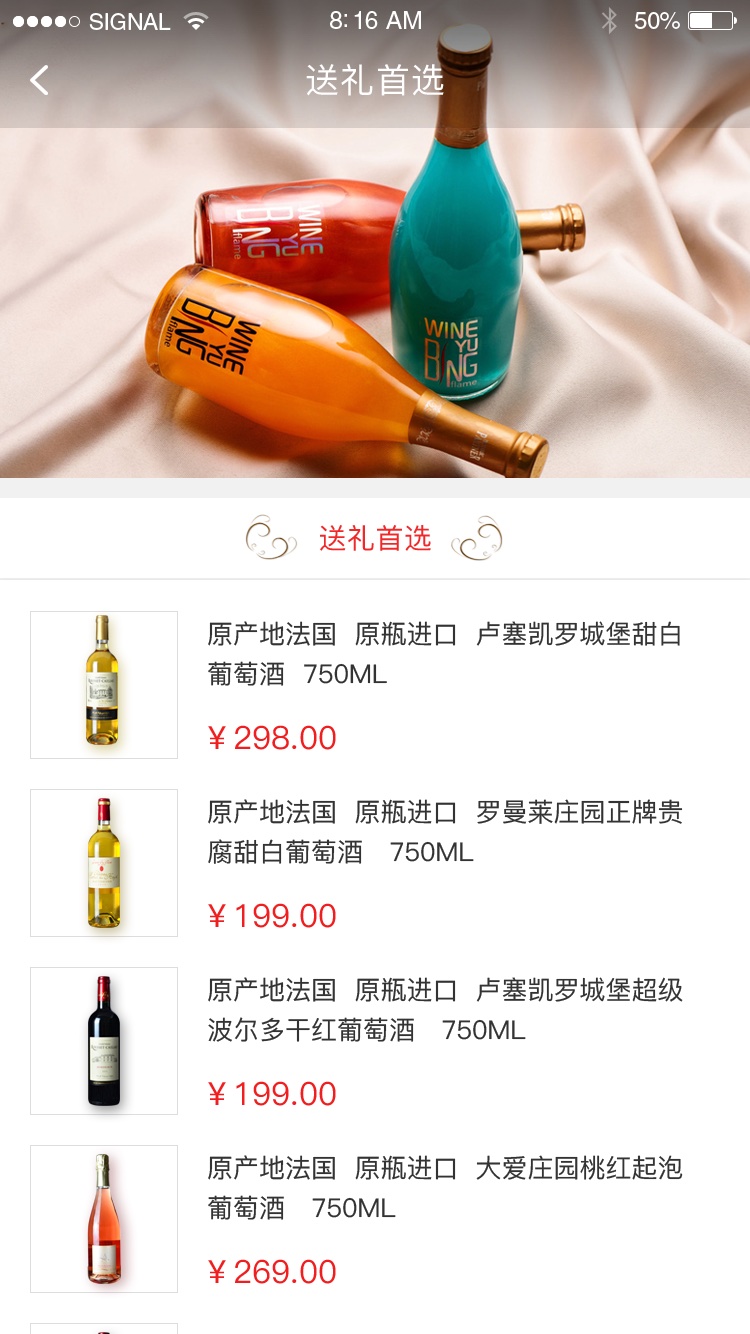 SIGNAL 8:16 AM 50%
送礼首选
WINE
YU
BING
flame
WINE
YU
BING
flame
WINE
YU
BING
flame
送礼首选
原产地法国 原瓶进口 卢塞凯罗城堡甜白
葡萄酒 750ML
¥298.00
原产地法国 原瓶进口 罗曼莱庄园正牌贵
腐甜白葡萄酒 750ML
¥199.00
原产地法国 原瓶进口 卢塞凯罗城堡超级
波尔多干红葡萄酒 750ML
¥199.00
原产地法国 原瓶进口 大爱庄园桃红起泡
葡萄酒 750ML
¥269.00